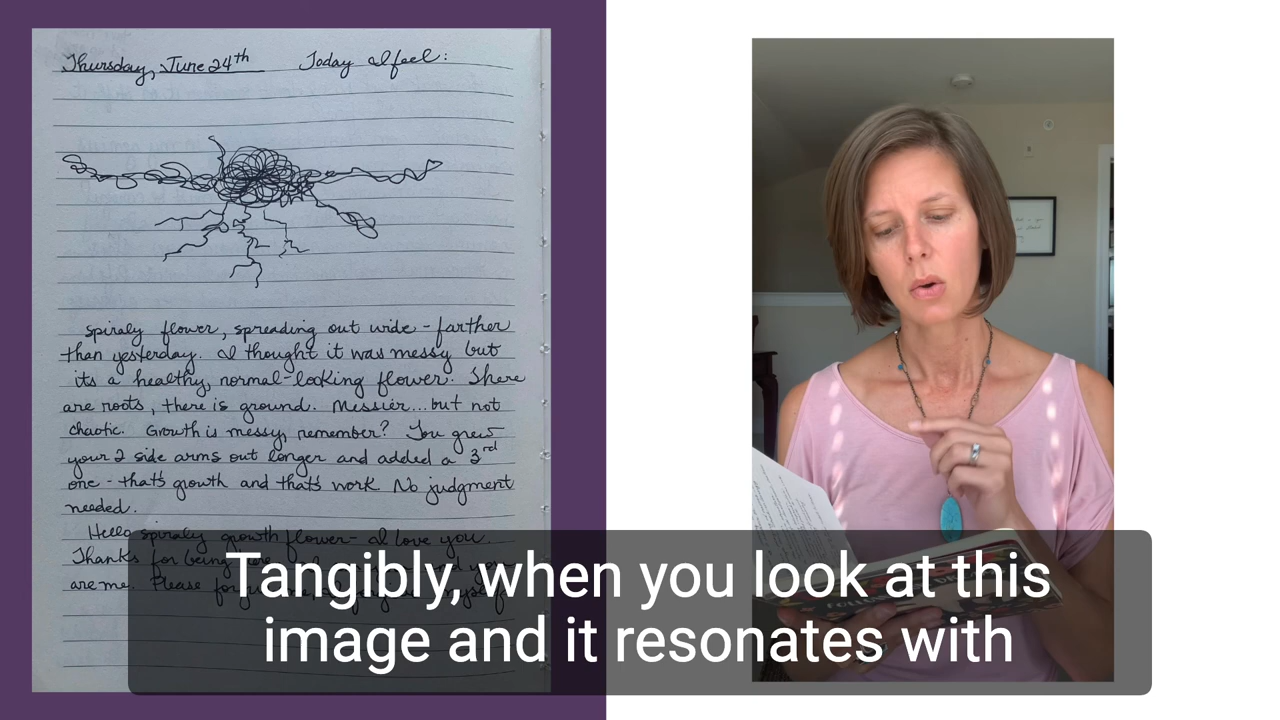 Thursday, June 24th Today I feel:
spiraly flower, spreading out wide - farther
than yesterday. I thought it was messy but
its a healthy, normal-looking flower. There
are roots, there is ground. Messier... but not
chaotic. Growth is messy, remember? You grew
your 2 side arms out longer and added a 3rd
one - that's growth and that's work. No judgment
needed.
Hello spiraly growth flower - I love you.
Thanks for being here
are me. Please
Tangibly, when you look at this
image and it resonates with